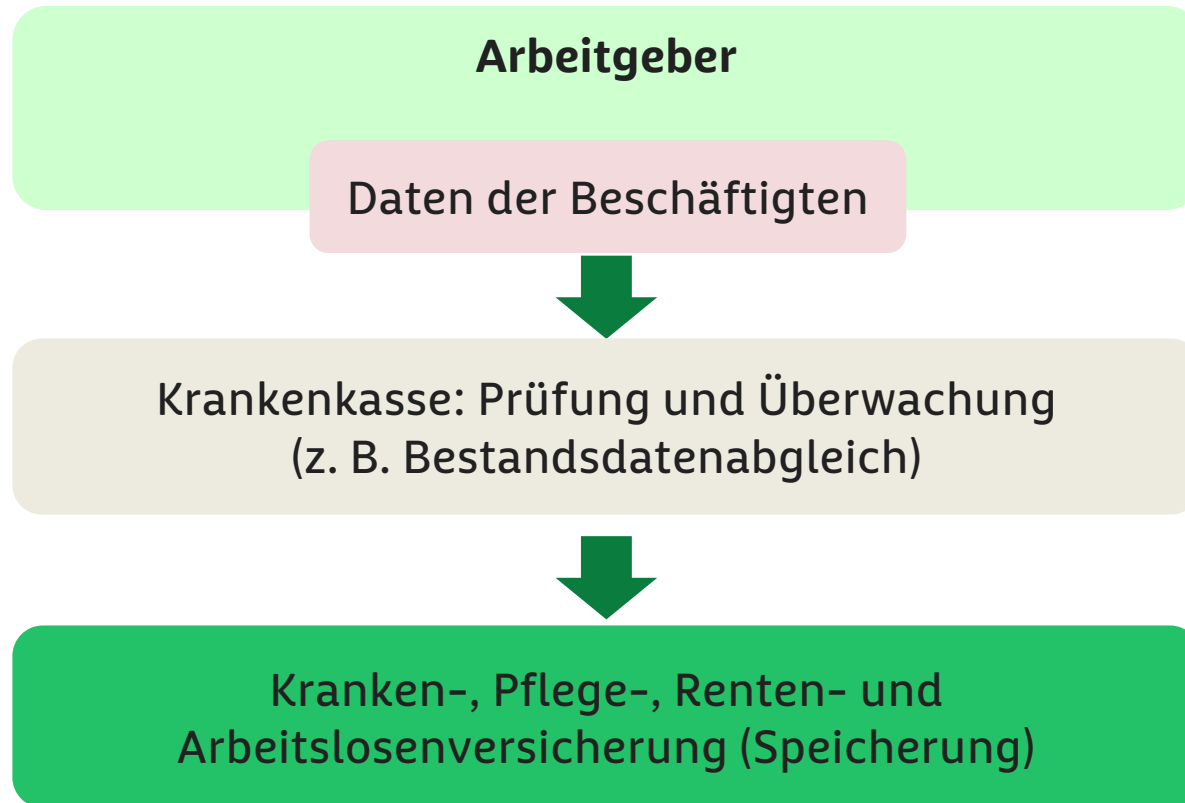 Arbeitgeber
Daten der Beschäftigten
Krankenkasse: Prüfung und Überwachung
(z. B. Bestandsdatenabgleich)
Kranken-, Pflege-, Renten- und
Arbeitslosenversicherung (Speicherung)